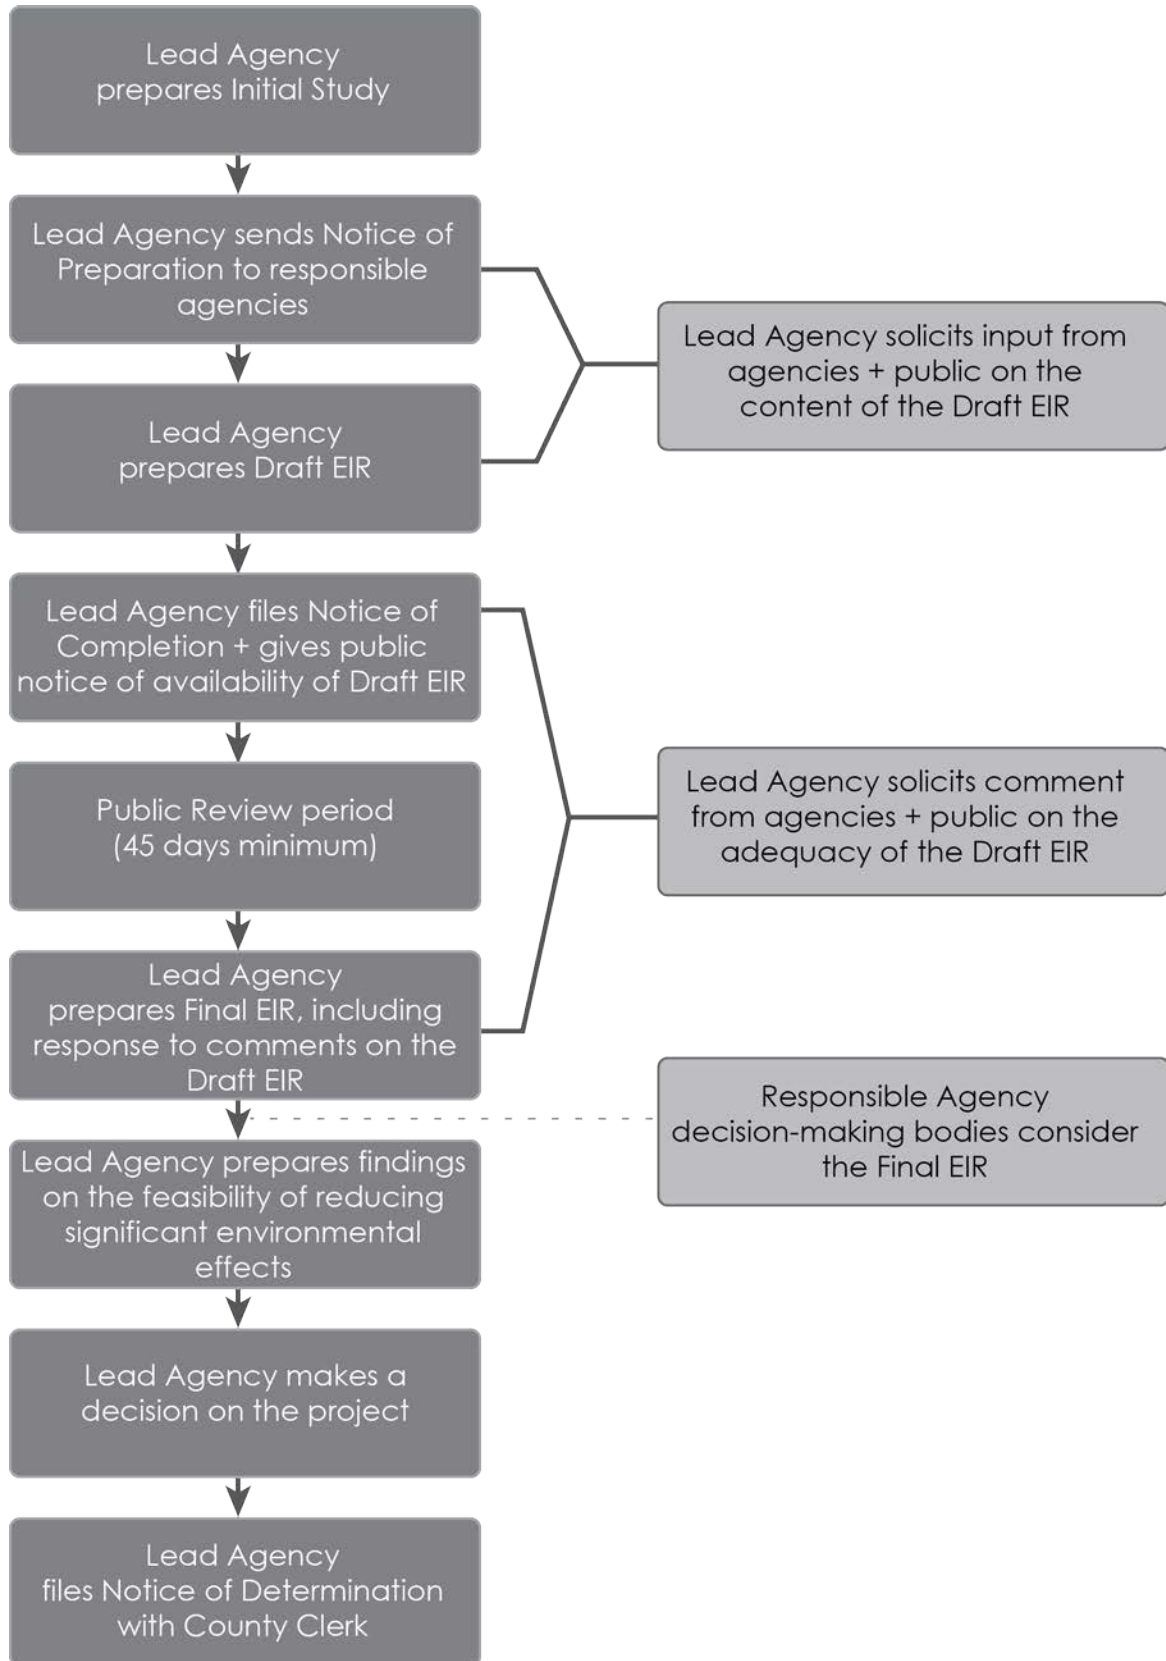 Lead Agency
prepares Initial Study
Lead Agency sends Notice of
Preparation to responsible
agencies
Lead Agency solicits input from
agencies + public on the
content of the Draft EIR
Lead Agency
prepares Draft EIR
Lead Agency files Notice of
Completion + gives public
notice of availability of Draft EIR
Public Review period
(45 days minimum)
Lead Agency solicits comment
from agencies + public on the
adequacy of the Draft EIR
Lead Agency
prepares Final EIR, including
response to comments on the
Draft EIR
Responsible Agency
decision-making bodies consider
the Final EIR
Lead Agency prepares findings
on the feasibility of reducing
significant environmental
effects
Lead Agency makes a
decision on the project
Lead Agency
files Notice of Determination
with County Clerk